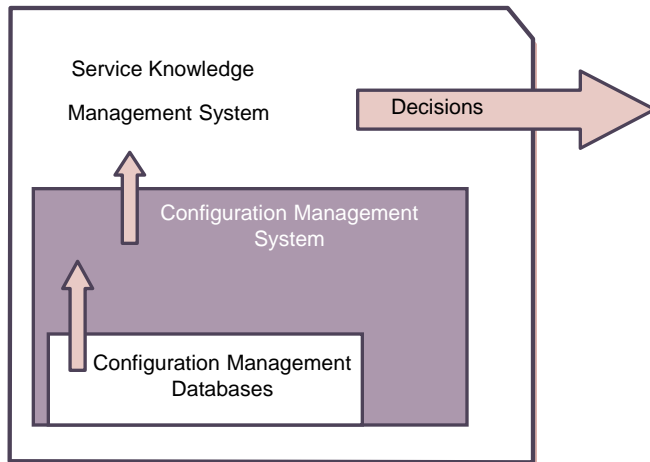 Service Knowledge
Management System
Decisions
Configuration Management
System
Configuration Management
Databases